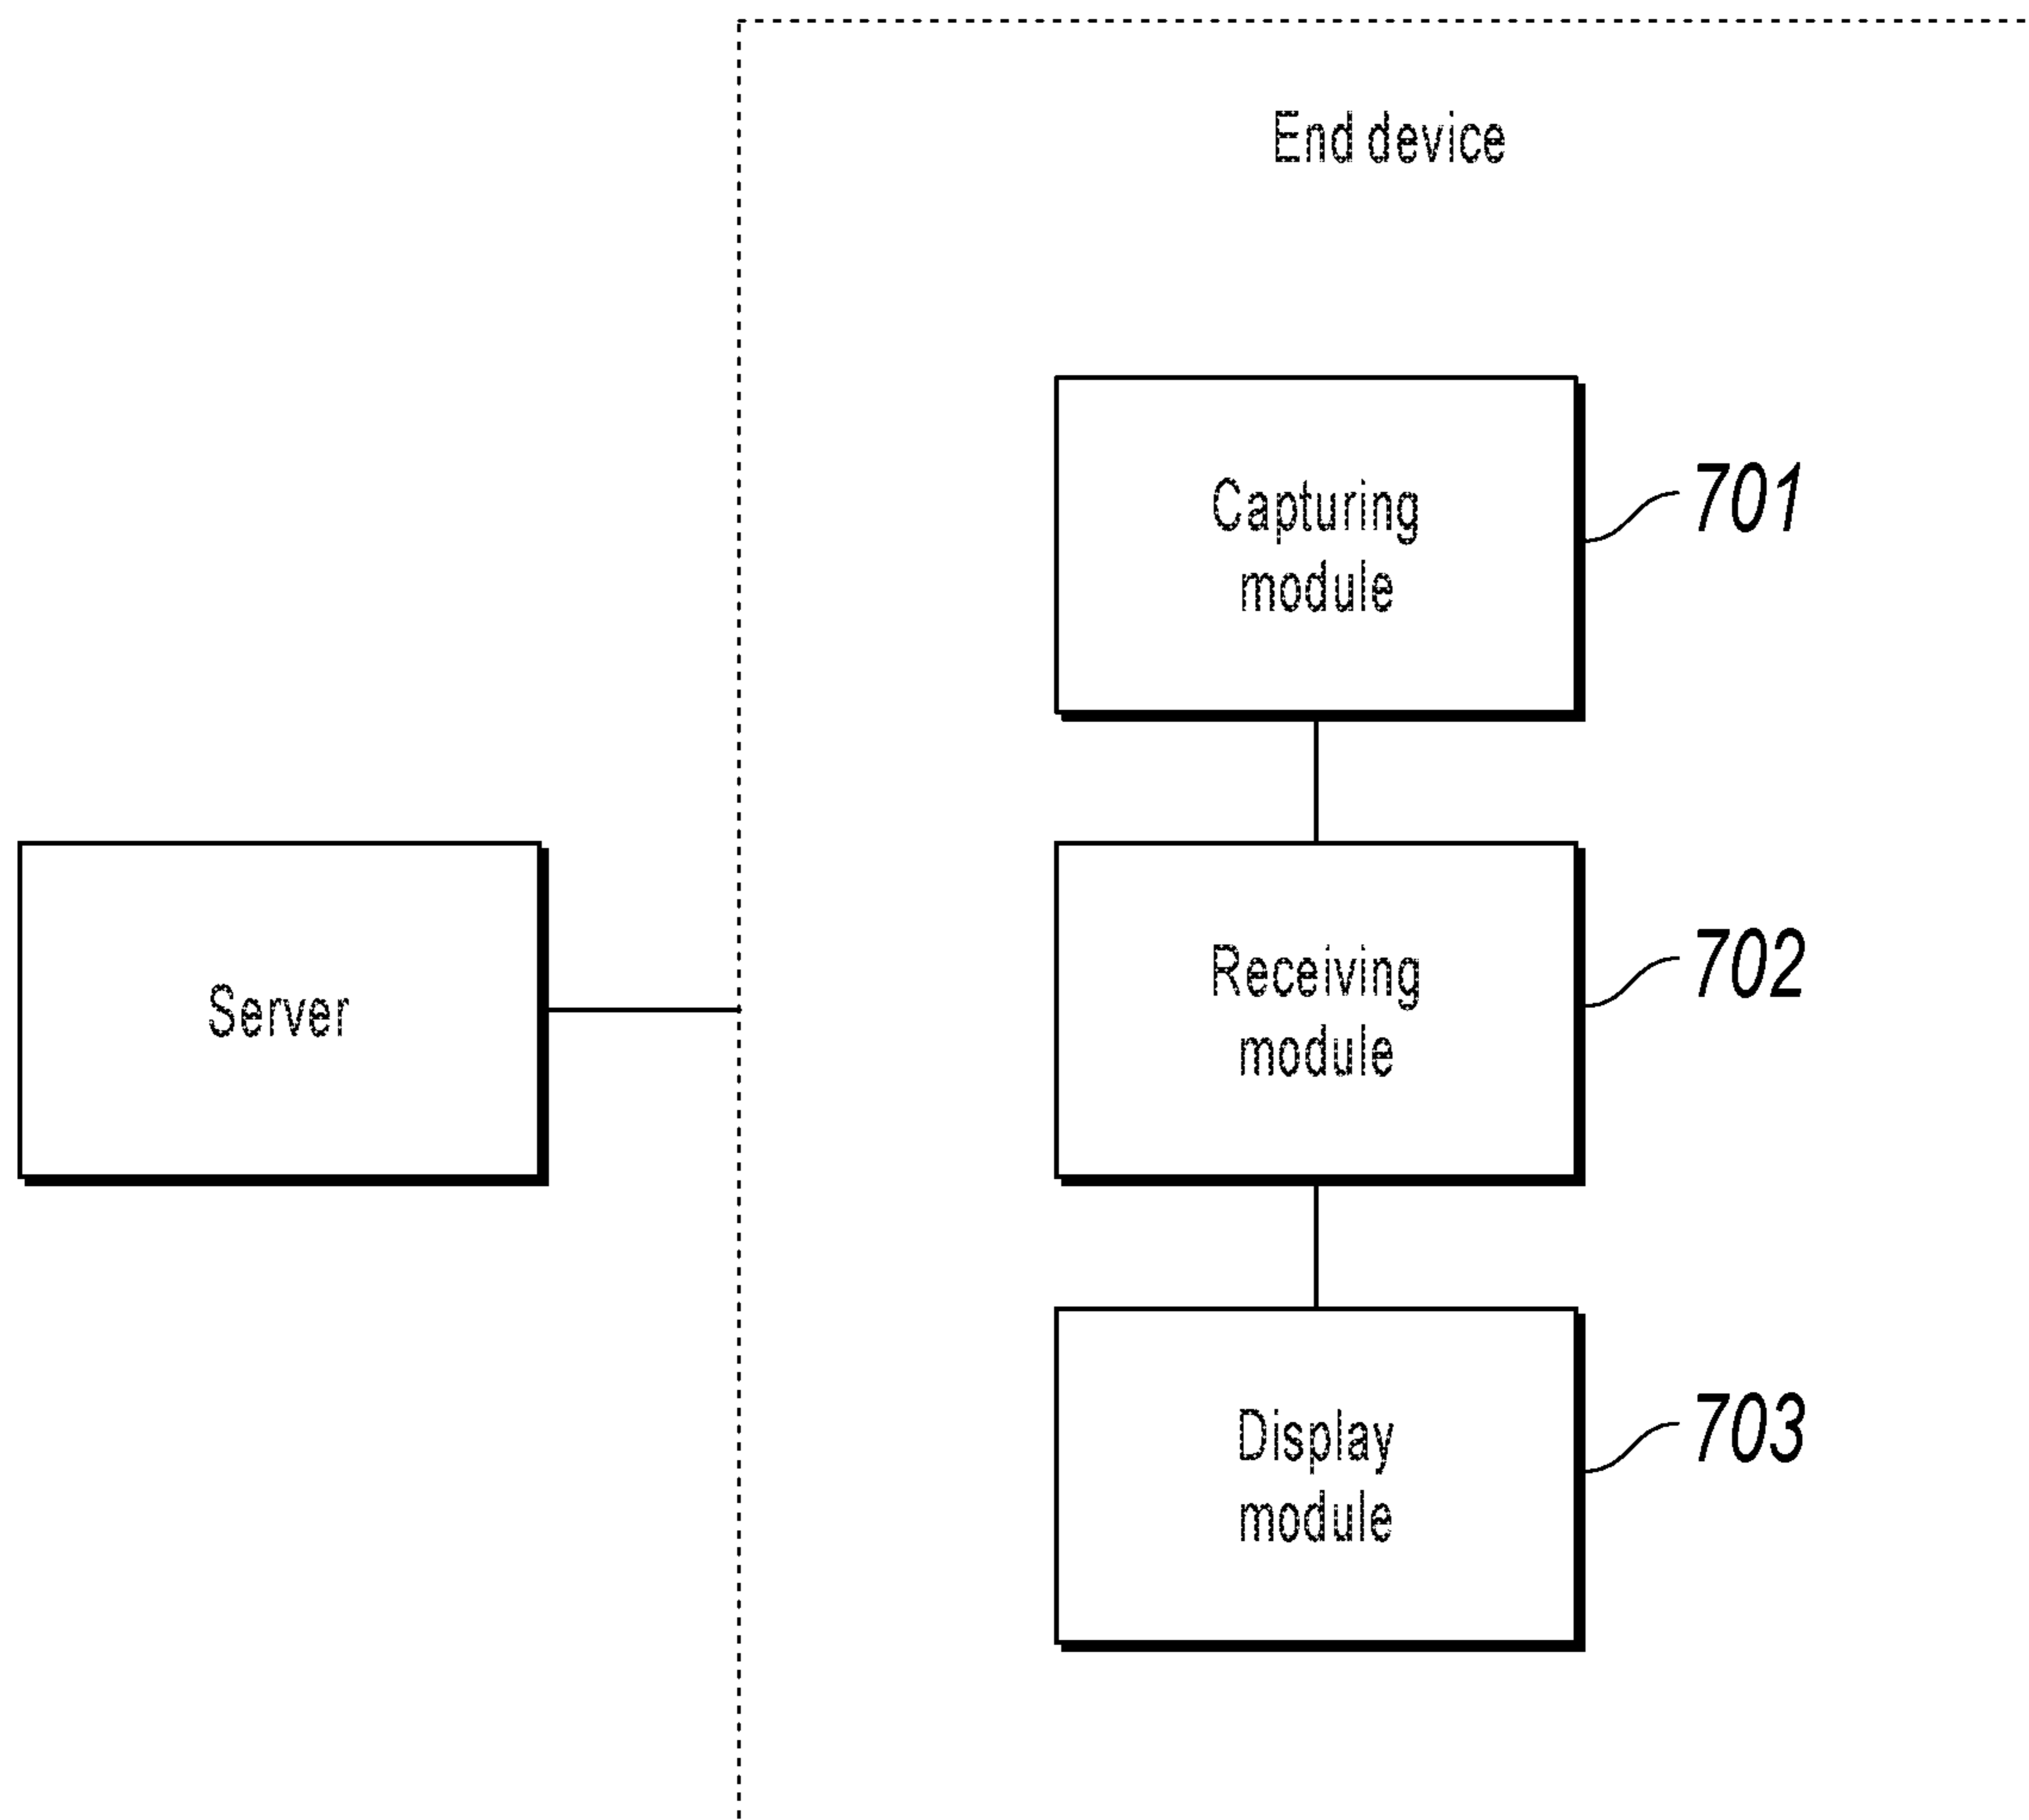 End device
Capturing
module
701
Server
Receiving
module
702
Display
module
703